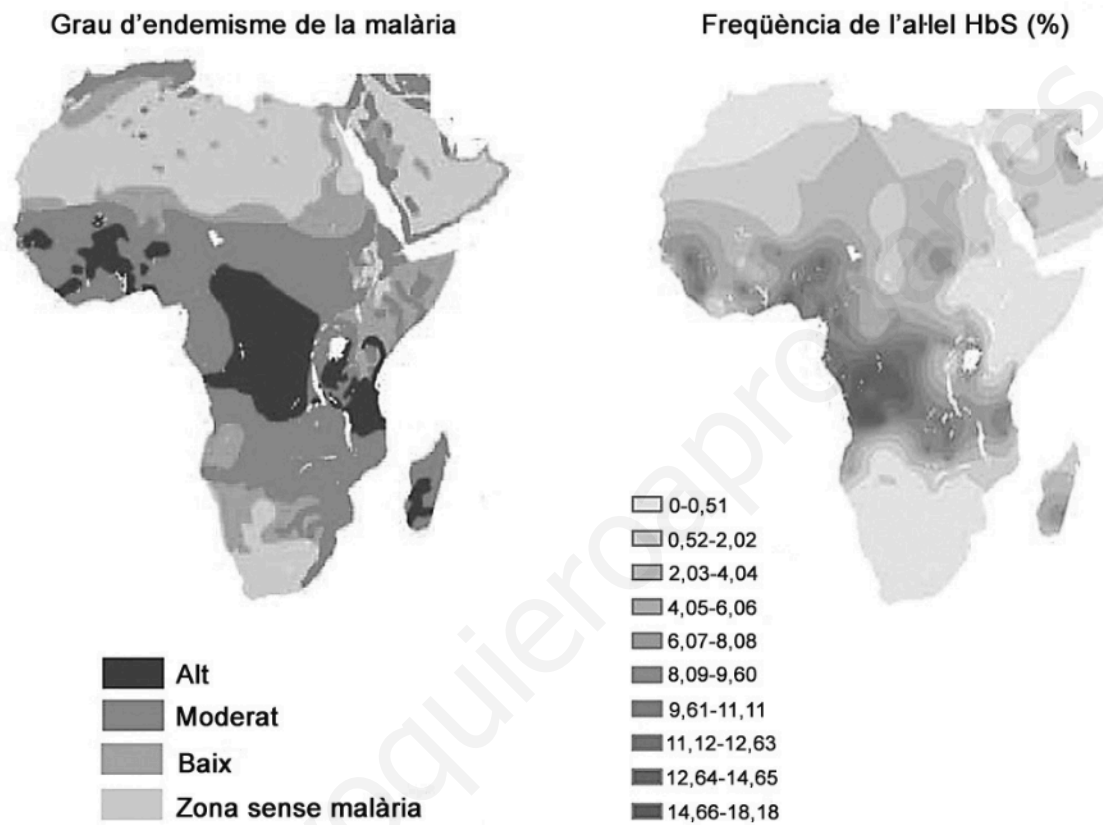 Grau d'endemisme de la malària
Freqüència de l'al·lel HbS (%)
Alt
Moderat
Baix
Zona sense malària
0-0,51
0,52-2,02
2,03-4,04
4,05-6,06
6,07-8,08
8,09-9,60
9,61-11,11
11,12-12,63
12,64-14,65
14,66-18,18